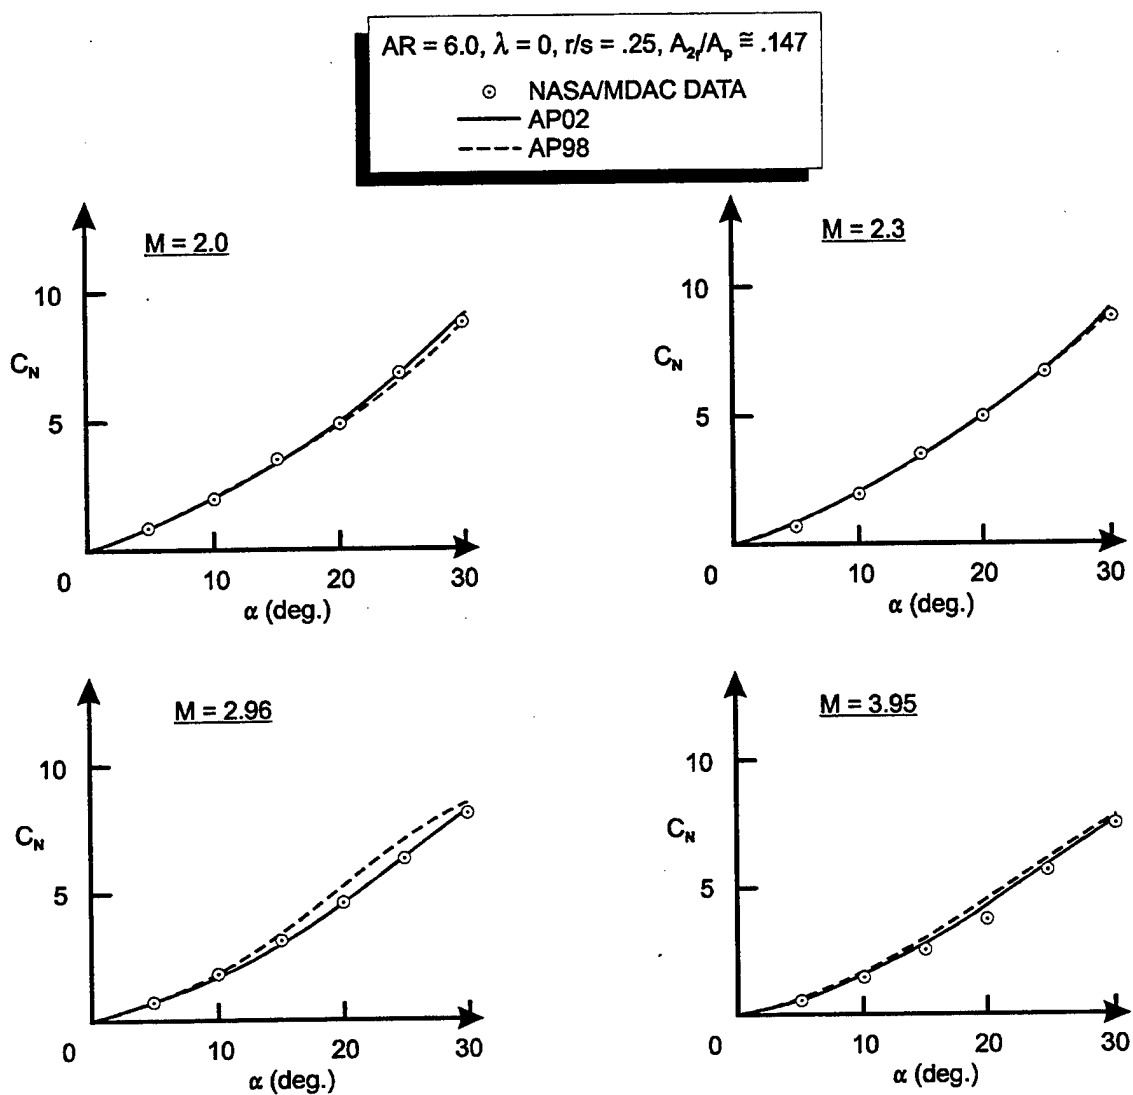 AR = 6.0, λ = 0, r/s = .25, A₂ᵣ/Aₚ ≅ .147
NASA/MDAC DATA
AP02
AP98
M = 2.0
10
C_N
5
0
10
20
30
α (deg.)
M = 2.3
10
C_N
5
0
10
20
30
α (deg.)
M = 2.96
10
C_N
5
0
10
20
30
α (deg.)
M = 3.95
10
C_N
5
0
10
20
30
α (deg.)